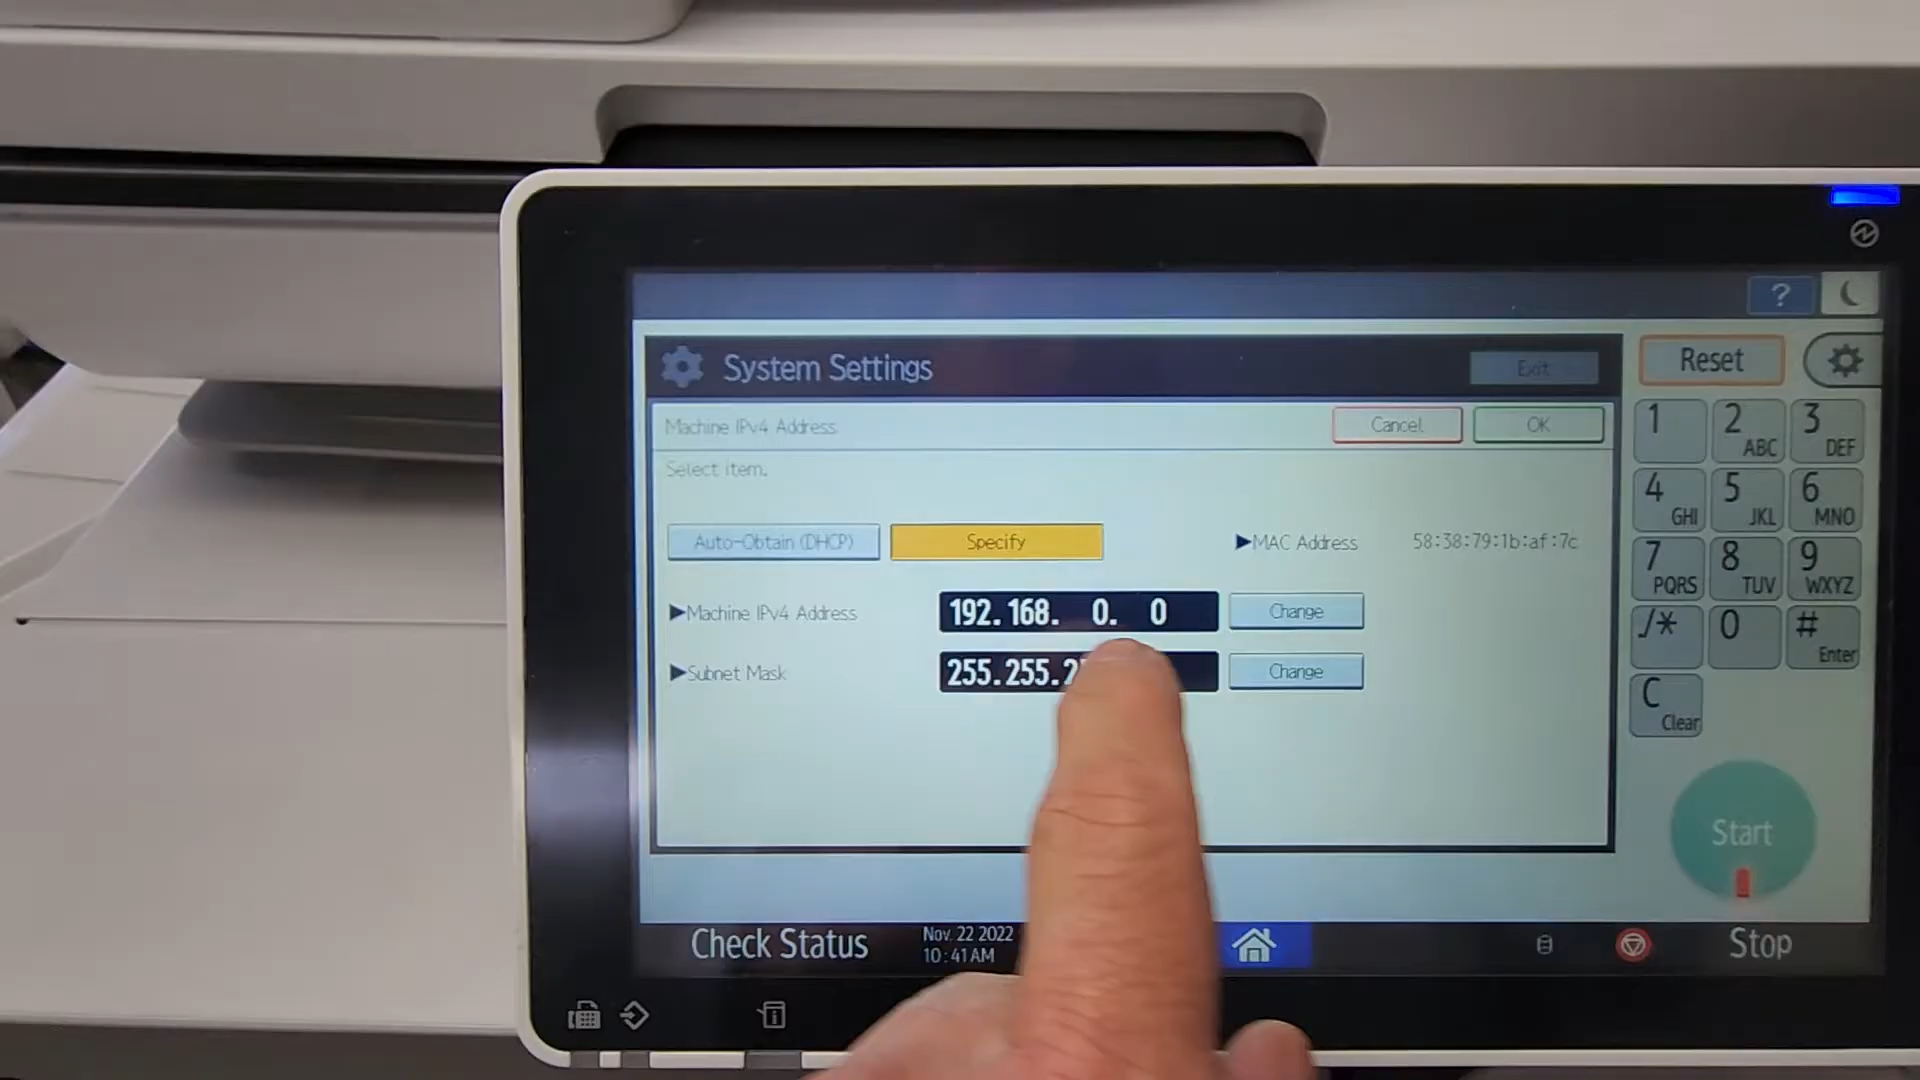 ?
System Settings
Exit
Reset
Machine IPv4 Address
Cancel
OK
Select item.
Auto-Obtain (DHCP)
Specify
▶MAC Address
58:38:79:1b:af:7c
▶Machine IPv4 Address
192.168. 0. 0
Change
▶Subnet Mask
255.255.2
Change
1
2 ABC
3 DEF
4 GHI
5 JKL
6 MNO
7 PQRS
8 TUV
9 WXYZ
./*
0
# Enter
C Clear
Start
Check Status
Nov. 22 2022
10:41AM
Stop